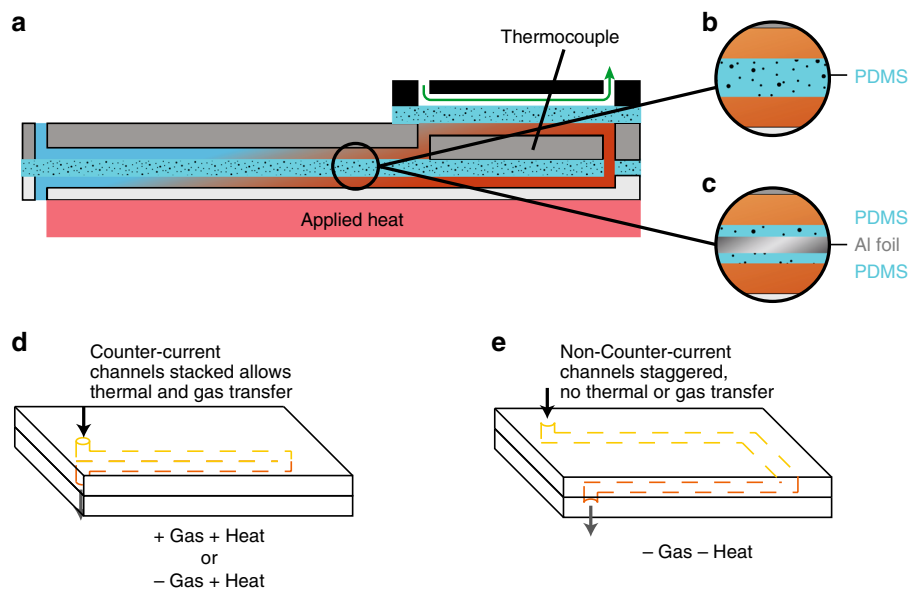 a
Thermocouple
Applied heat
b
PDMS
c
PDMS
Al foil
PDMS
d
Counter-current
channels stacked allows
thermal and gas transfer
+ Gas + Heat
or
– Gas + Heat
e
Non-Counter-current
channels staggered,
no thermal or gas transfer
– Gas – Heat